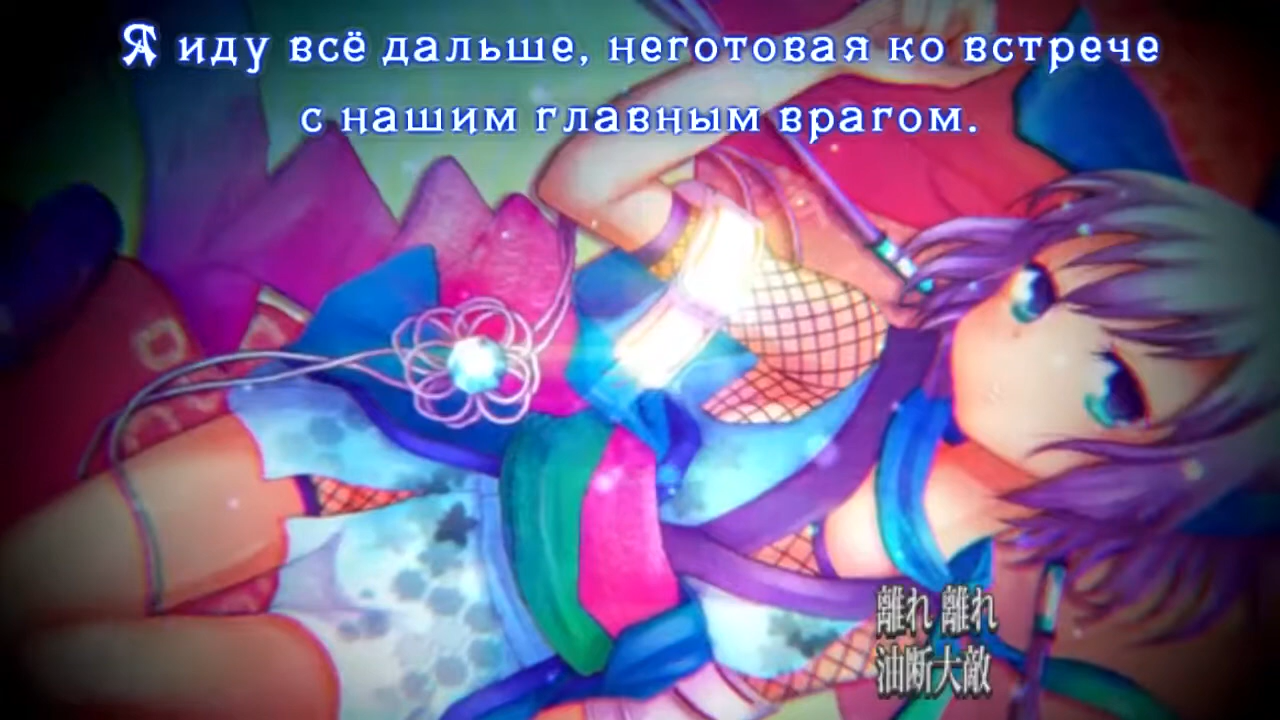 Я иду всё дальше, неготовая ко встрече
с нашим главным врагом.
離れ 離れ
油断大敵